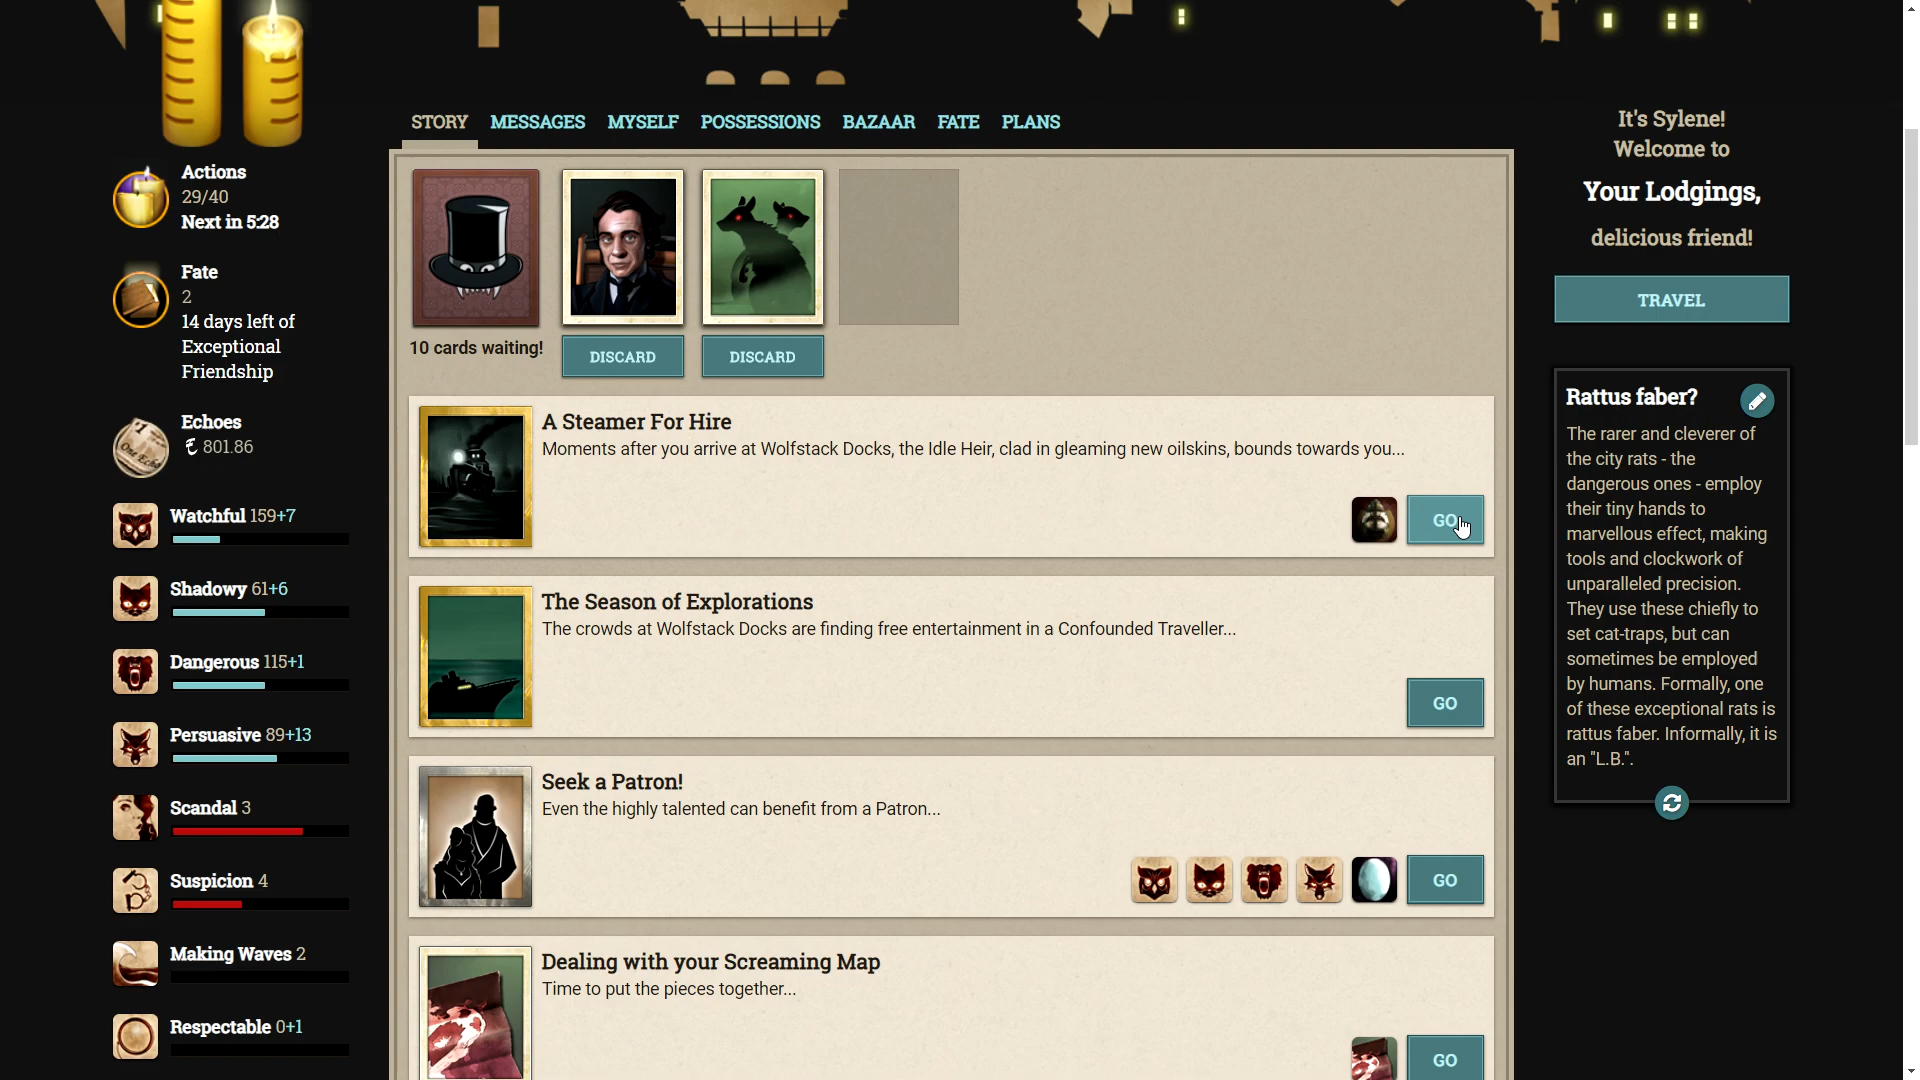 STORY MESSAGES MYSELF POSSESSIONS BAZAAR FATE PLANS
Actions
29/40
Next in 5:28
Fate
2
14 days left of
Exceptional
Friendship
Echoes
801.86
Watchful 159+7
Shadowy 61+6
Dangerous 115+1
Persuasive 89+13
Scandal 3
Suspicion 4
Making Waves 2
Respectable 0+1
10 cards waiting!
DISCARD DISCARD
A Steamer For Hire
Moments after you arrive at Wolfstack Docks, the Idle Heir, clad in gleaming new oilskins, bounds towards you...
GO
The Season of Explorations
The crowds at Wolfstack Docks are finding free entertainment in a Confounded Traveller...
GO
Seek a Patron!
Even the highly talented can benefit from a Patron...
GO
Dealing with your Screaming Map
Time to put the pieces together...
GO
It's Sylene!
Welcome to
Your Lodgings,
delicious friend!
TRAVEL
Rattus faber?
The rarer and cleverer of
the city rats - the
dangerous ones - employ
their tiny hands to
marvellous effect, making
tools and clockwork of
unparalleled precision.
They use these chiefly to
set cat-traps, but can
sometimes be employed
by humans. Formally, one
of these exceptional rats is
rattus faber. Informally, it is
an "L.B.".